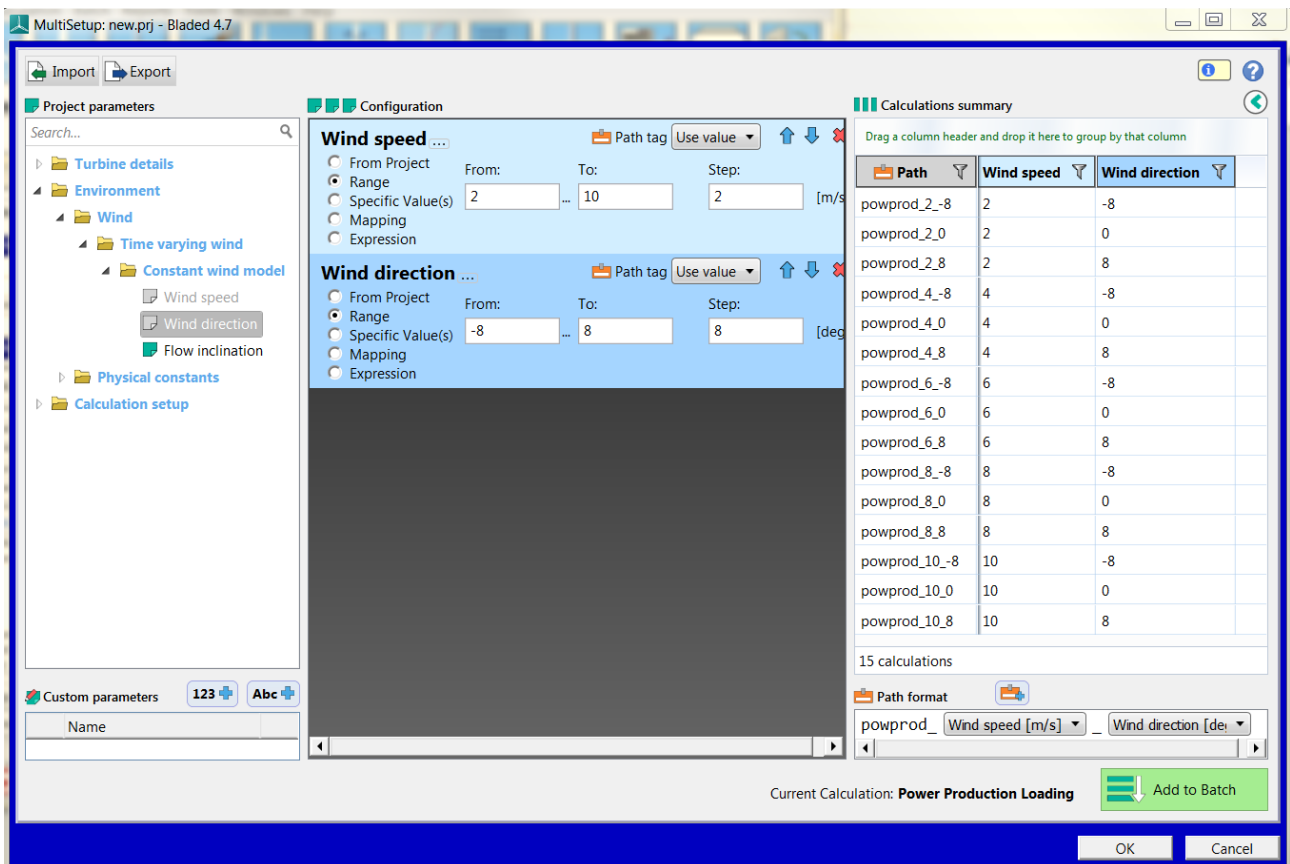 MultiSetup: new.prj - Bladed 4.7
Import Export
Project parameters
Search...
Turbine details
Environment
Wind
Time varying wind
Constant wind model
Wind speed
Wind direction
Flow inclination
Physical constants
Calculation setup
Custom parameters 123 Abc
Name
Configuration
Wind speed ... Path tag Use value
From Project
Range
Specific Value(s)
Mapping
Expression
From: To: Step:
2 ... 10 2 [m/s
Wind direction ... Path tag Use value
From Project
Range
Specific Value(s)
Mapping
Expression
From: To: Step:
-8 ... 8 8 [deg
Calculations summary
Drag a column header and drop it here to group by that column
Path Wind speed Wind direction
powprod_2_-8 2 -8
powprod_2_0 2 0
powprod_2_8 2 8
powprod_4_-8 4 -8
powprod_4_0 4 0
powprod_4_8 4 8
powprod_6_-8 6 -8
powprod_6_0 6 0
powprod_6_8 6 8
powprod_8_-8 8 -8
powprod_8_0 8 0
powprod_8_8 8 8
powprod_10_-8 10 -8
powprod_10_0 10 0
powprod_10_8 10 8
15 calculations
Path format
powprod_ Wind speed [m/s] _ Wind direction [de
Current Calculation: Power Production Loading
Add to Batch
OK Cancel